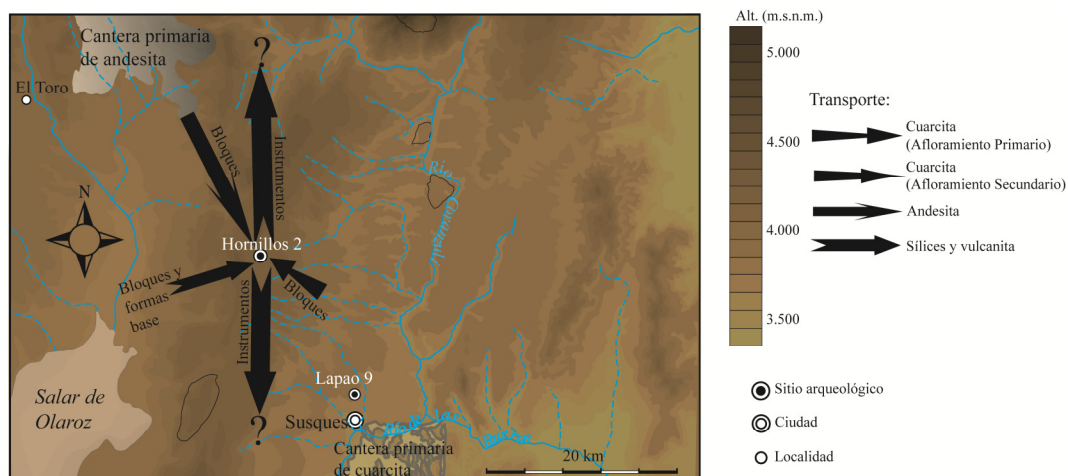 Cantera primaria
de andesita
?
El Toro
Bloques
Instrumentos
N
Río
Hornillos 2
Bloques y
formas
base
Bloques
Instrumentos
Salar de
Olaroz
Lapao 9
Susques
?
Cantera primaria
de cuarcita
20 km
Alt. (m.s.n.m.)
5.000
4.500
4.000
3.500
Transporte:
Cuarcita
(Afloramiento Primario)
Cuarcita
(Afloramiento Secundario)
Andesita
Sílices y vulcanita
Sitio arqueológico
Ciudad
Localidad